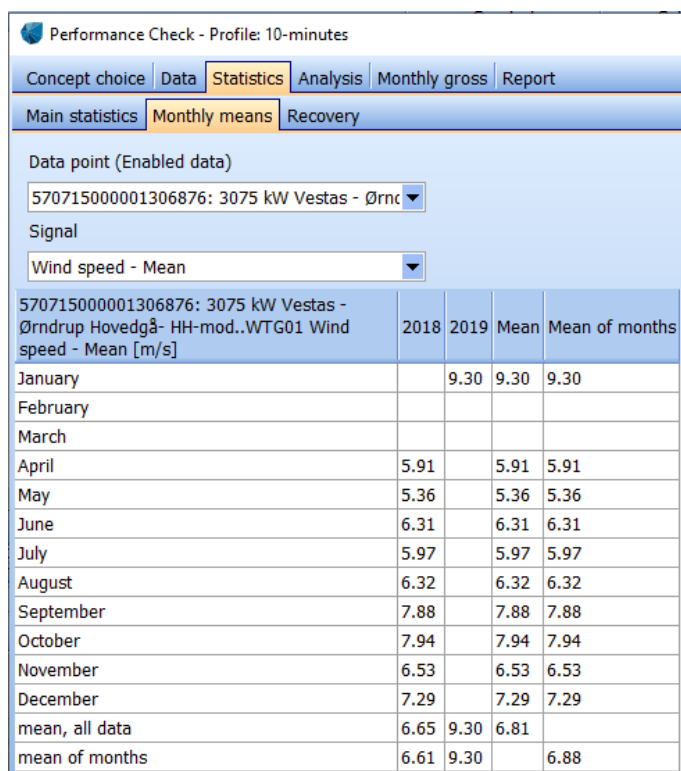 Performance Check - Profile: 10-minutes
Concept choice Data Statistics Analysis Monthly gross Report
Main statistics Monthly means Recovery
Data point (Enabled data)
570715000001306876: 3075 kW Vestas - Ørnd
Signal
Wind speed - Mean
570715000001306876: 3075 kW Vestas -
Ørndrup Hovedgå- HH-mod..WTG01 Wind
speed - Mean [m/s] 2018 2019 Mean Mean of months
January 9.30 9.30 9.30
February
March
April 5.91 5.91 5.91
May 5.36 5.36 5.36
June 6.31 6.31 6.31
July 5.97 5.97 5.97
August 6.32 6.32 6.32
September 7.88 7.88 7.88
October 7.94 7.94 7.94
November 6.53 6.53 6.53
December 7.29 7.29 7.29
mean, all data 6.65 9.30 6.81
mean of months 6.61 9.30 6.88